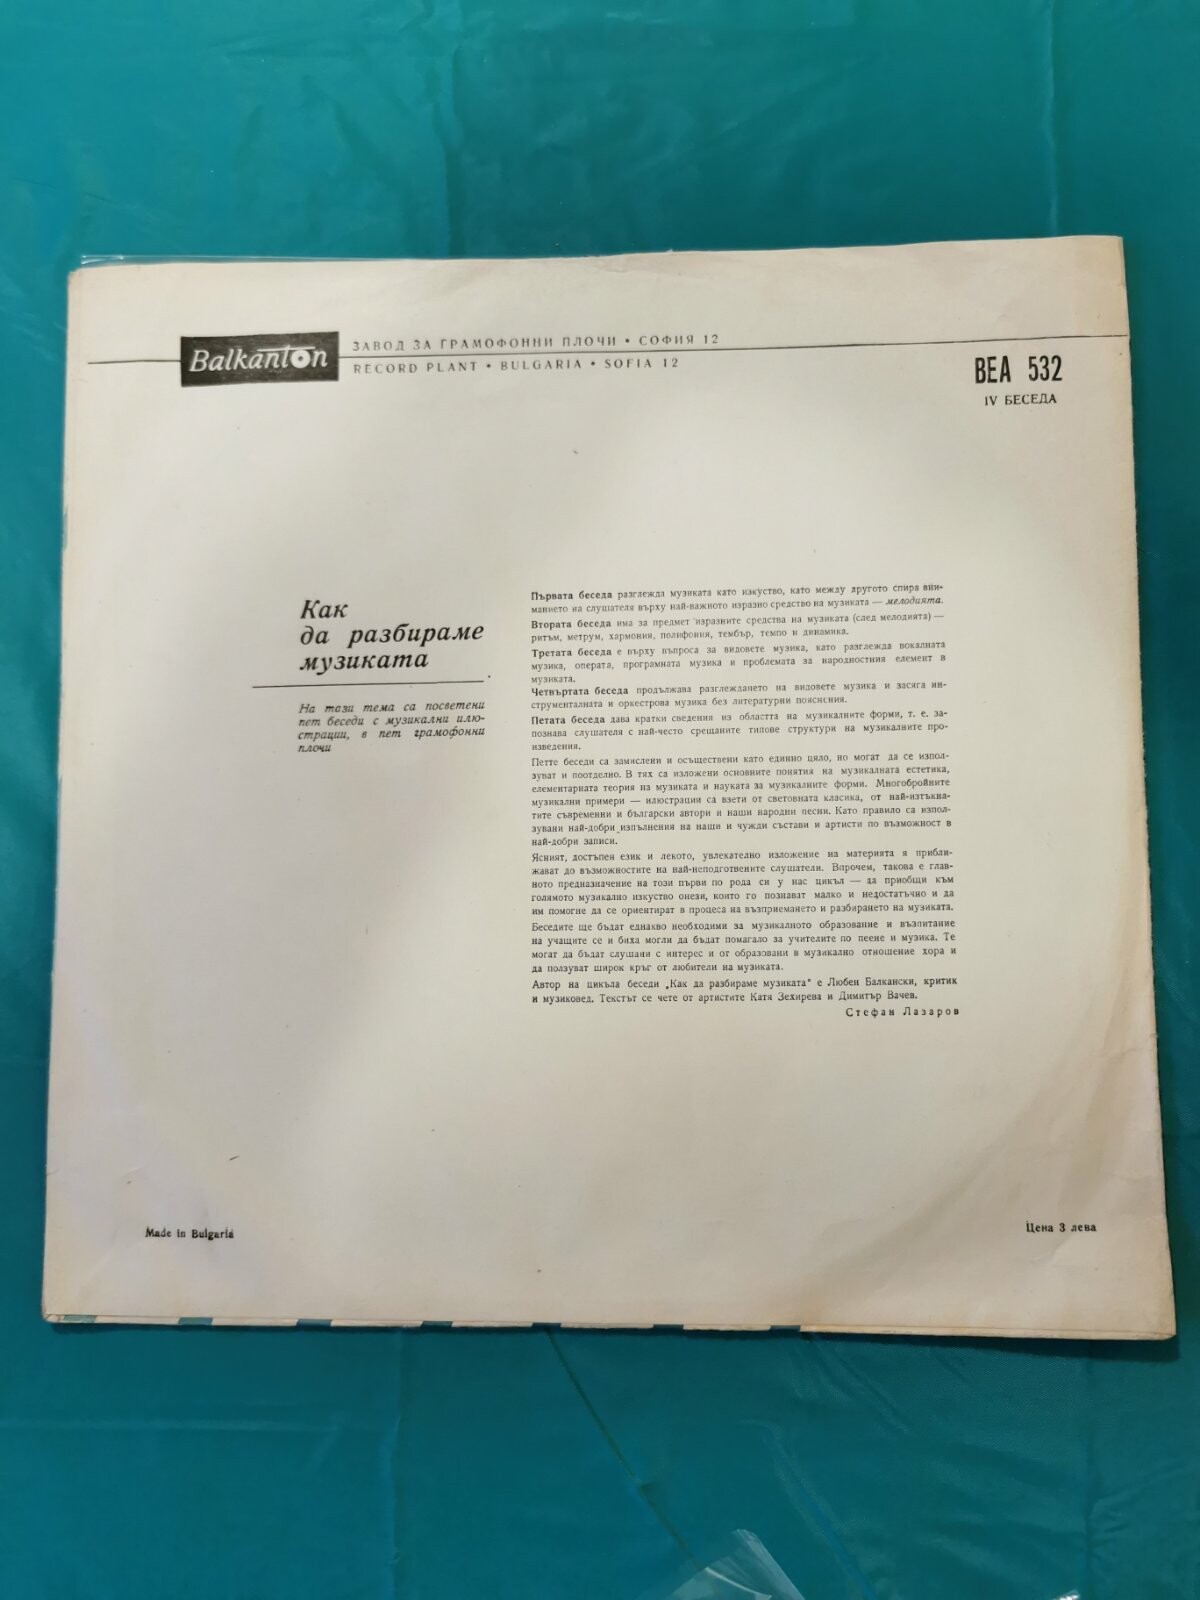 Balkanton
ЗАВОД ЗА ГРАМОФОННИ ПЛОЧИ • СОФИЯ 12
RECORD PLANT • BULGARIA • SOFIA 12
ВЕА 532
IV БЕСЕДА
Как
да разбираме
музиката
На тази тема са посветени
пет беседи с музикални илю-
страции, в пет грамофонни
плочи
Първата беседа разглежда музиката като изкуство, като между другото спира вни-
манието на слушателя върху най-важното изразно средство на музиката — мелодията.
Втората беседа има за предмет изразните средства на музиката (след мелодията) —
ритъм, метрум, хармония, полифония, тембър, темпо и динамика.
Третата беседа е върху въпроса за видовете музика, като разглежда вокалната
музика, операта, програмната музика и проблемата за народностния елемент в
музиката.
Четвъртата беседа продължава разглеждането на видовете музика и засяга ин-
струменталната и оркестрова музика без литературни пояснения.
Петата беседа дава кратки сведения из областта на музикалните форми, т. е. за-
познава слушателя с най-често срещаните типове структури на музикалните про-
изведения.
Петте беседи са замислени и осъществени като единно цяло, но могат да се изпол-
зуват и поотделно. В тях са изложени основните понятия на музикалната естетика,
елементарната теория на музиката и науката за музикалните форми. Многобройните
музикални примери — илюстрации са взети от световната класика, от най-изтъкна-
тите съвременни и български автори и наши народни песни. Като правило са изпол-
зувани най-добри изпълнения на наши и чужди състави и артисти по възможност в
най-добри записи.
Ясният, достъпен език и лекото, увлекателно изложение на материята я прибли-
жават до възможностите на най-неподготвените слушатели. Впрочем, такова е глав-
ното предназначение на този първи по рода си у нас цикъл — да приобщи към
голямото музикално изкуство онези, които го познават малко и недостатъчно и да
им помогне да се ориентират в процеса на възприемането и разбирането на музиката.
Беседите ще бъдат еднакво необходими за музикалното образование и възпитание
на учащите се и биха могли да бъдат помагало за учителите по пеене и музика. Те
могат да бъдат слушани с интерес и от образовани в музикално отношение хора и
да ползуват широк кръг от любители на музиката.
Автор на цикъла беседи „Как да разбираме музиката“ е Любен Балкански, критик
и музиковед. Текстът се чете от артистите Катя Зехирева и Димитър Вачев.
Стефан Лазаров
Made in Bulgaria
Цена 3 лева